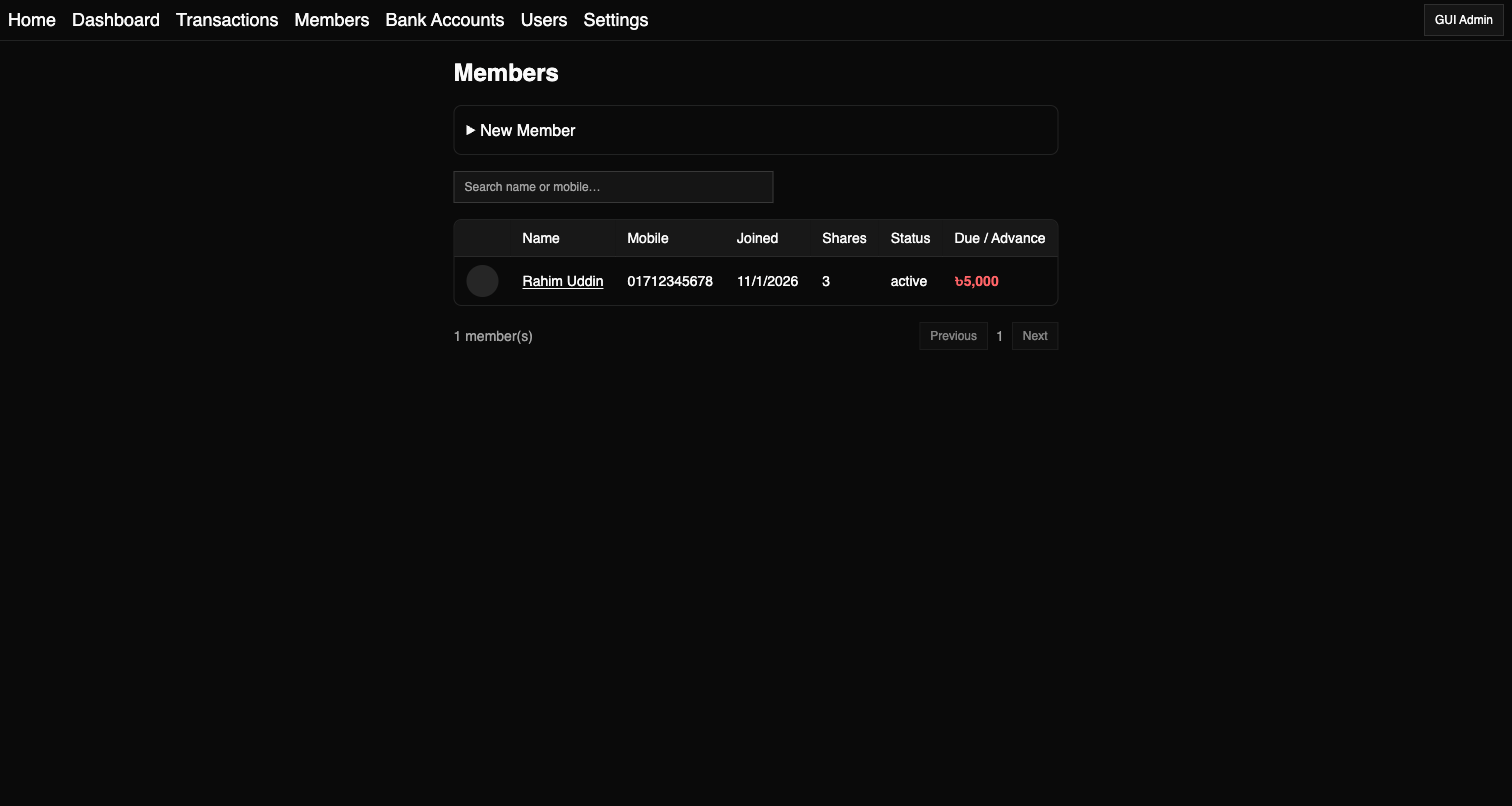 Home Dashboard Transactions Members Bank Accounts Users Settings GUI Admin
Members
▶ New Member
Search name or mobile…
Name Mobile Joined Shares Status Due / Advance
Rahim Uddin 01712345678 11/1/2026 3 active ৳5,000
1 member(s) Previous 1 Next